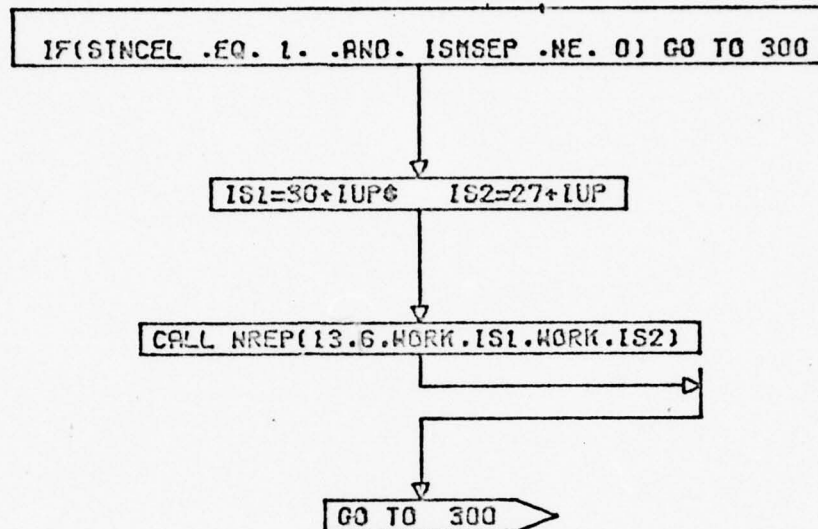 IF(STNCEL .EQ. 1. .AND. ISMSEP .NE. 0) GO TO 300
IS1=30+IUP$ IS2=27+IUP
CALL WREP(13.6.WORK.IS1.WORK.IS2)
GO TO 300